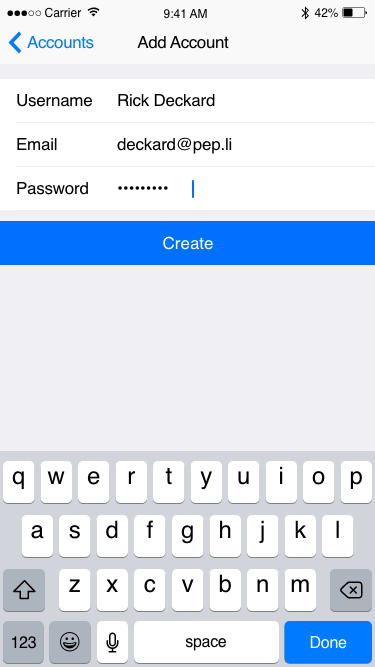 Carrier 9:41 AM 42%
Accounts Add Account
Username Rick Deckard
Email deckard@pep.li
Password •••••••••
Create
q w e r t y u i o p
a s d f g h j k l
z x c v b n m
123 space Done